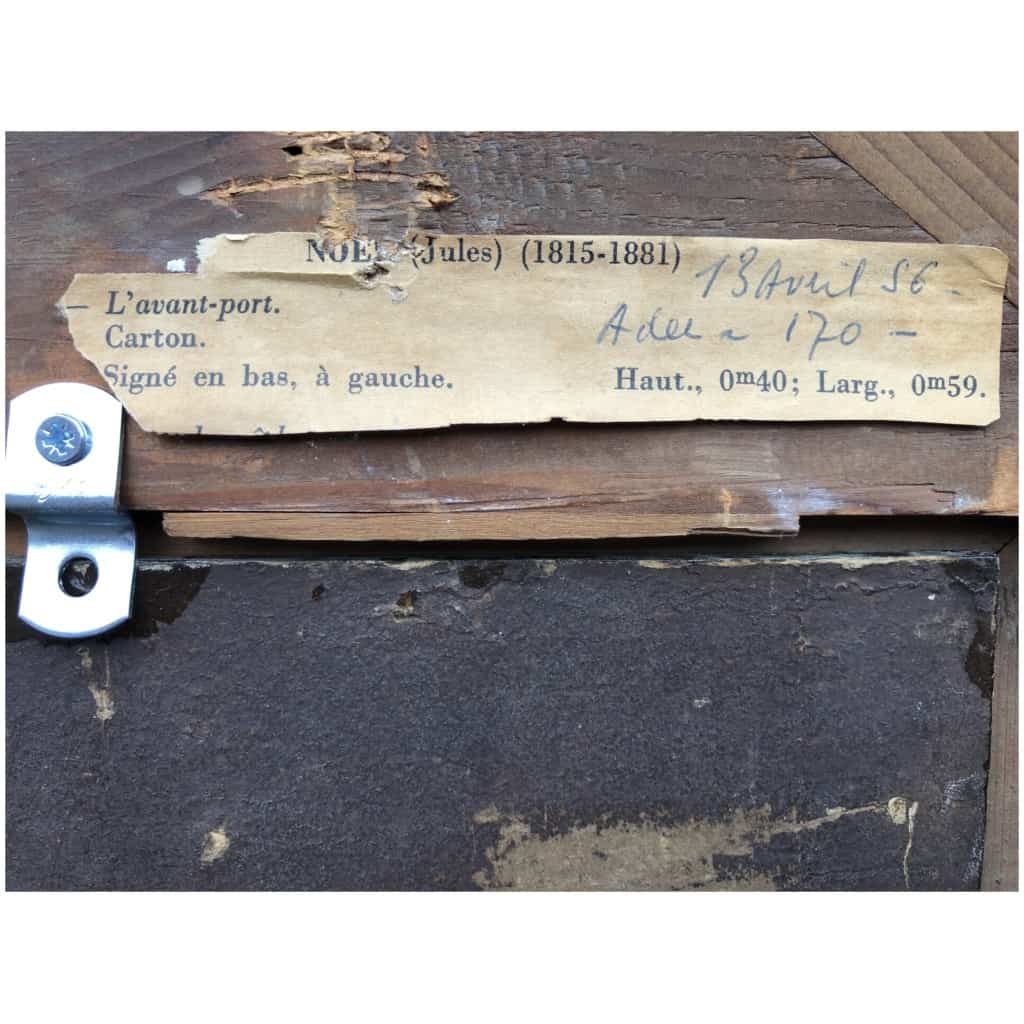 NOEL (Jules) (1815-1881)
13 Avril 56 -
— L'avant-port.
170 —
Carton.
Signé en bas, à gauche. Haut., 0m40; Larg., 0m59.